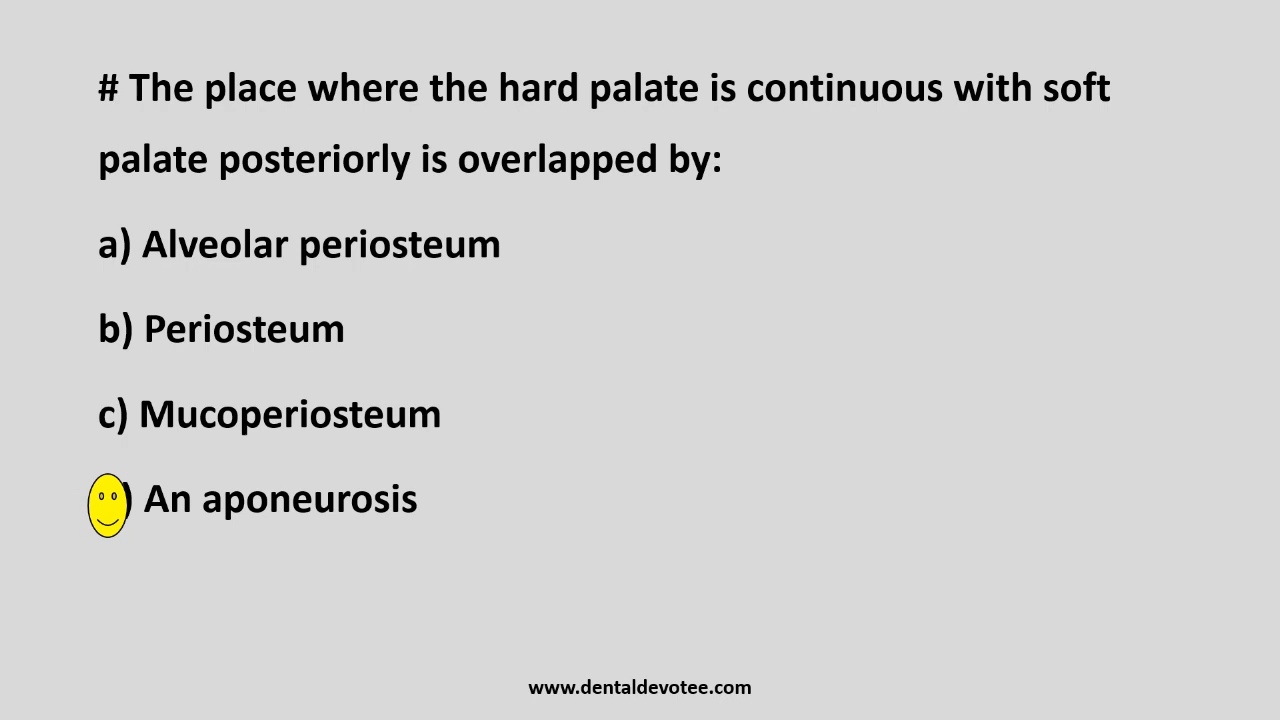 # The place where the hard palate is continuous with soft
palate posteriorly is overlapped by:
a) Alveolar periosteum
b) Periosteum
c) Mucoperiosteum
) An aponeurosis
www.dentaldevotee.com